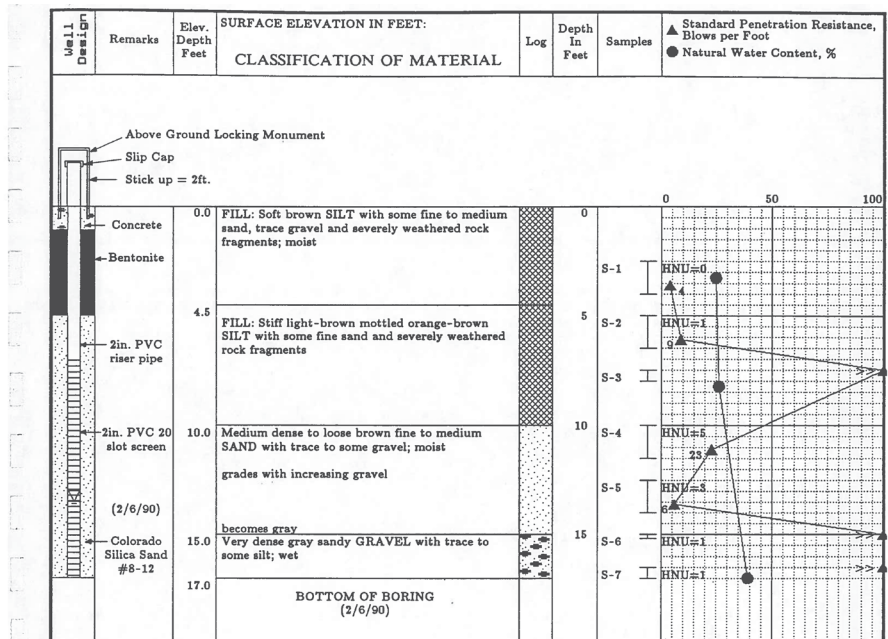 Well Design
Remarks
Elev. Depth Feet
SURFACE ELEVATION IN FEET:
CLASSIFICATION OF MATERIAL
Log
Depth In Feet
Samples
Standard Penetration Resistance,
Blows per Foot
Natural Water Content, %
Above Ground Locking Monument
Slip Cap
Stick up = 2ft.
0 50 100
Concrete
0.0
FILL: Soft brown SILT with some fine to medium
sand, trace gravel and severely weathered rock
fragments; moist
0
Bentonite
S-1
HNU=0
4
4.5
FILL: Stiff light-brown mottled orange-brown
SILT with some fine sand and severely weathered
rock fragments
5
S-2
HNU=1
9
2in. PVC
riser pipe
S-3
>>
2in. PVC 20
slot screen
10.0
Medium dense to loose brown fine to medium
SAND with trace to some gravel; moist
grades with increasing gravel
10
S-4
HNU=5
23
S-5
HNU=3
6
(2/6/90)
becomes gray
Colorado
Silica Sand
#8-12
15.0
Very dense gray sandy GRAVEL with trace to
some silt; wet
15
S-6
HNU=1
>>
S-7
HNU=1
>>
17.0
BOTTOM OF BORING
(2/6/90)